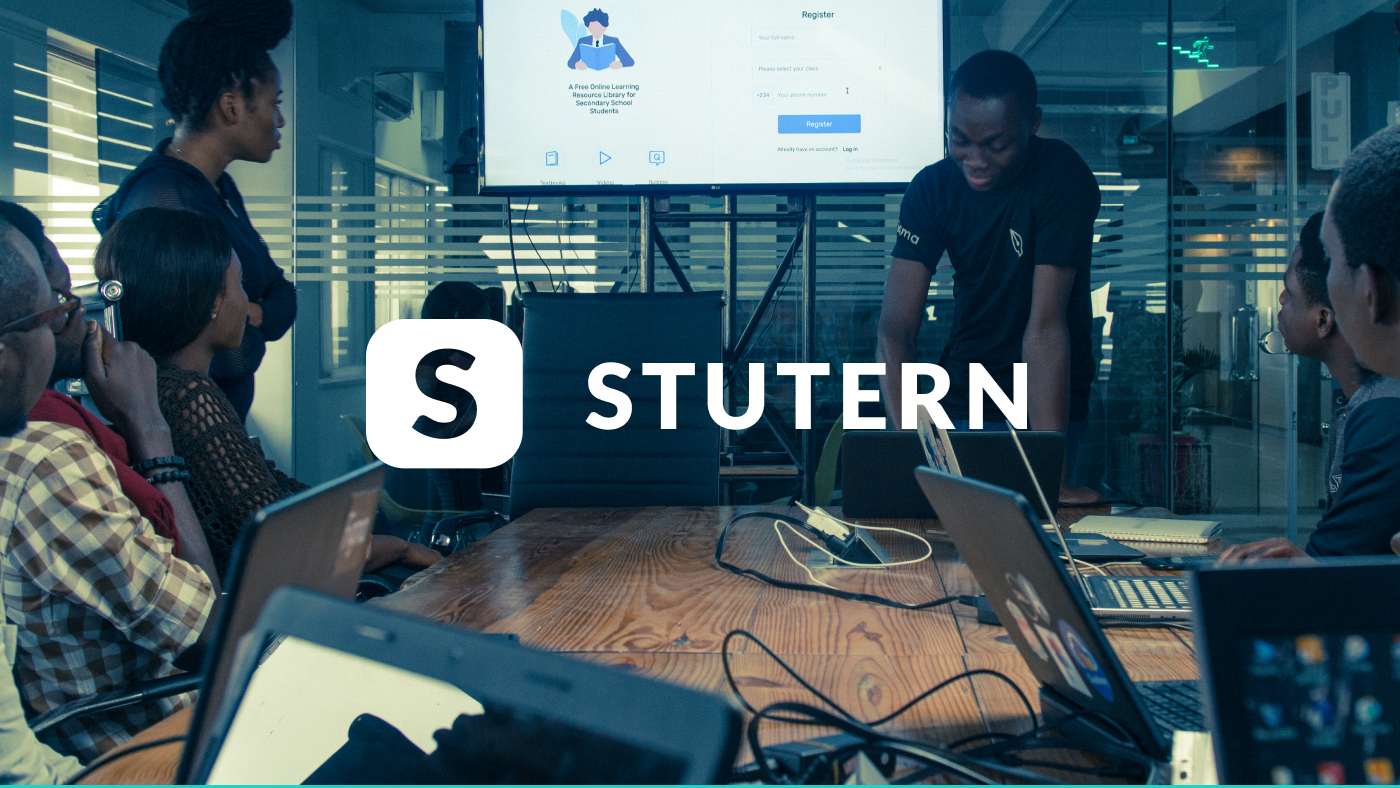 Register
Your full name
A Free Online Learning
Resource Library for
Secondary School
Students
Please select your class
+234 Your phone number
Register
Already have an account? Log in
Textbooks Videos Quizzes
PULL
LG
S STUTERN